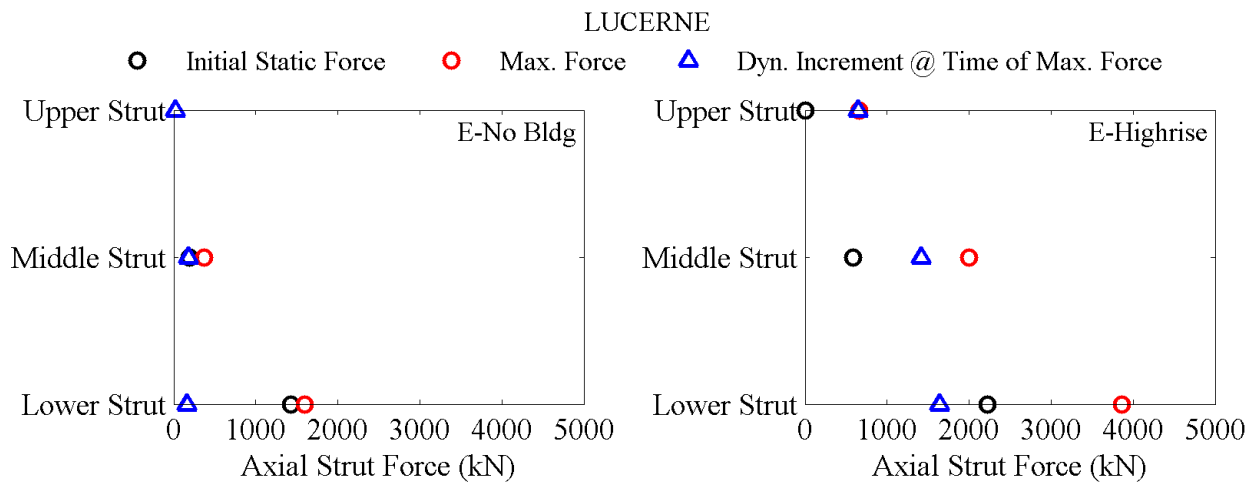 LUCERNE
Initial Static Force Max. Force Dyn. Increment @ Time of Max. Force
Upper Strut
E-No Bldg
Middle Strut
Lower Strut
0 1000 2000 3000 4000 5000
Axial Strut Force (kN)
Upper Strut
E-Highrise
Middle Strut
Lower Strut
0 1000 2000 3000 4000 5000
Axial Strut Force (kN)